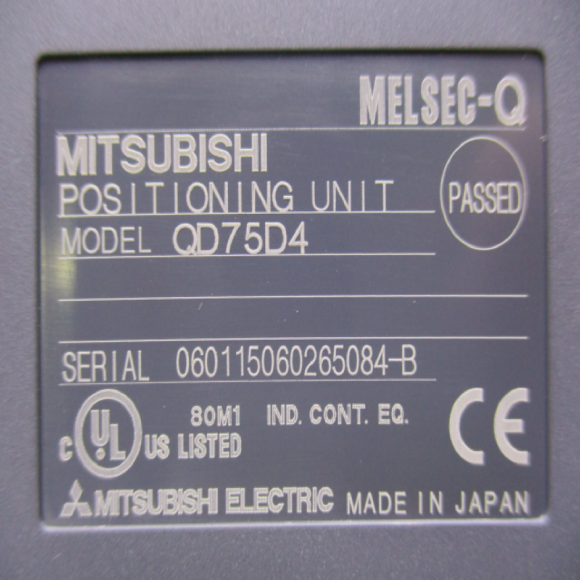 MELSEC-Q
MITSUBISHI
POSITIONING UNIT
PASSED
MODEL QD75D4
SERIAL 060115060265084-B
C UL US LISTED
80M1 IND. CONT. EQ.
CE
MITSUBISHI ELECTRIC MADE IN JAPAN